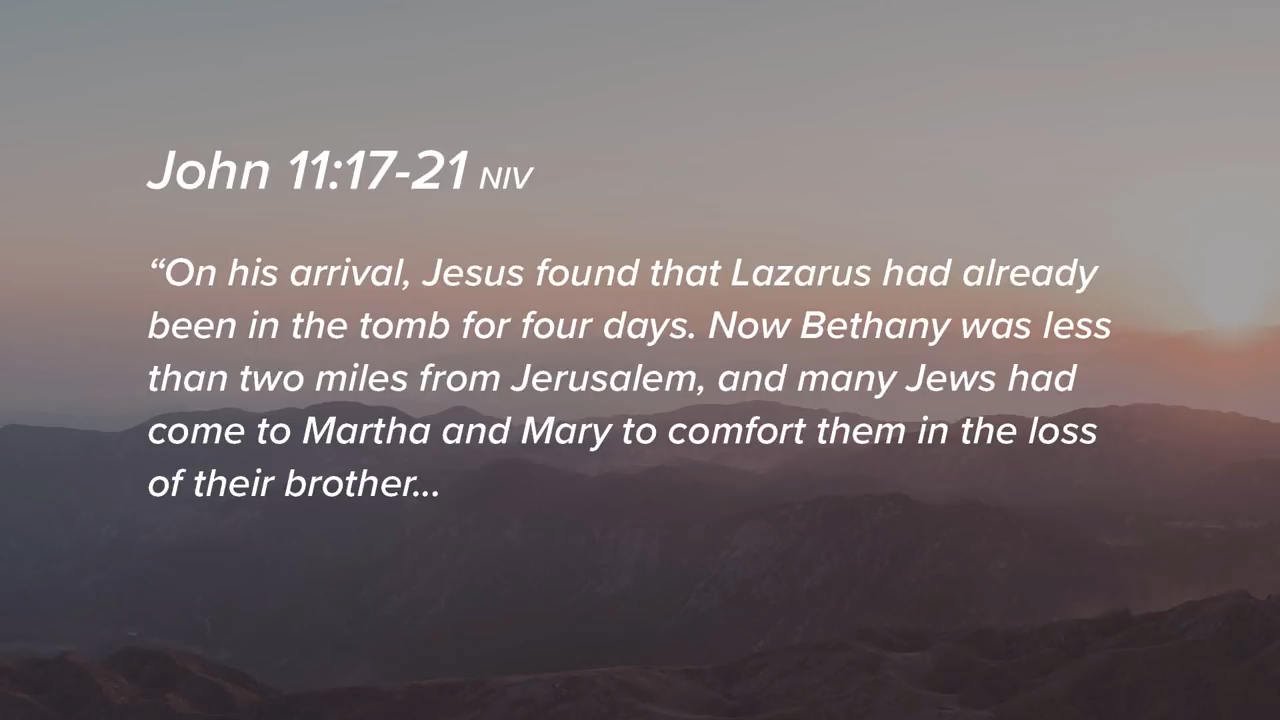 John 11:17-21 NIV
“On his arrival, Jesus found that Lazarus had already
been in the tomb for four days. Now Bethany was less
than two miles from Jerusalem, and many Jews had
come to Martha and Mary to comfort them in the loss
of their brother...